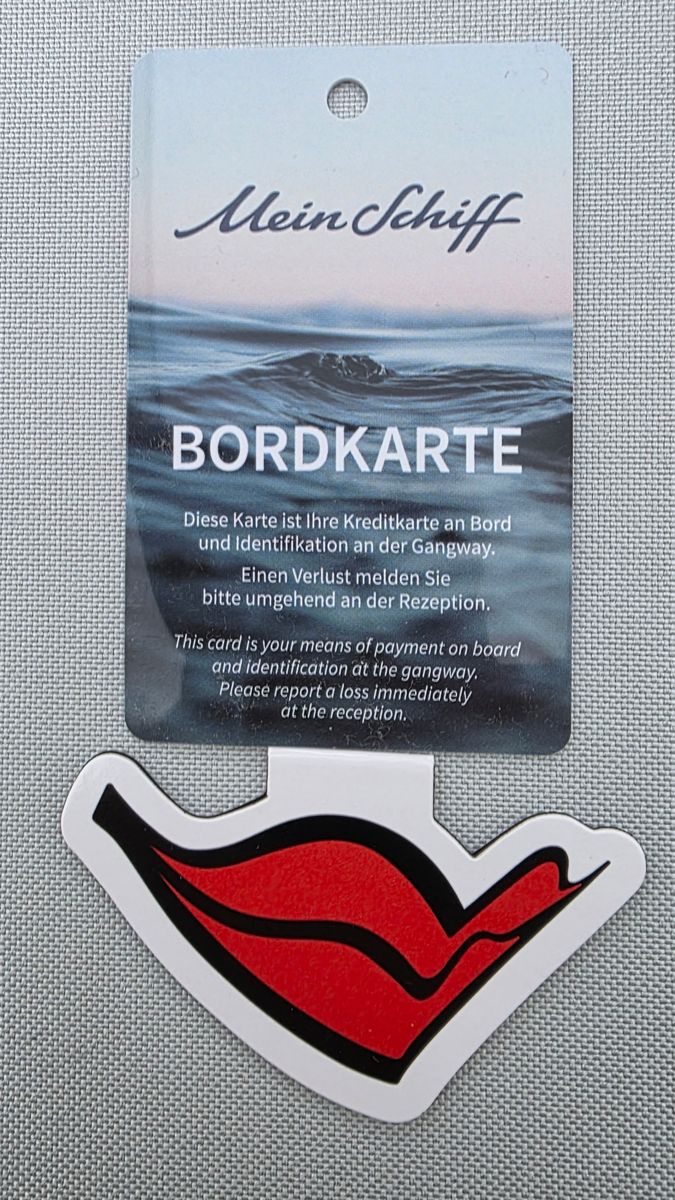 Mein Schiff
BORDKARTE
Diese Karte ist Ihre Kreditkarte an Bord
und Identifikation an der Gangway.
Einen Verlust melden Sie
bitte umgehend an der Rezeption.
This card is your means of payment on board
and identification at the gangway.
Please report a loss immediately
at the reception.